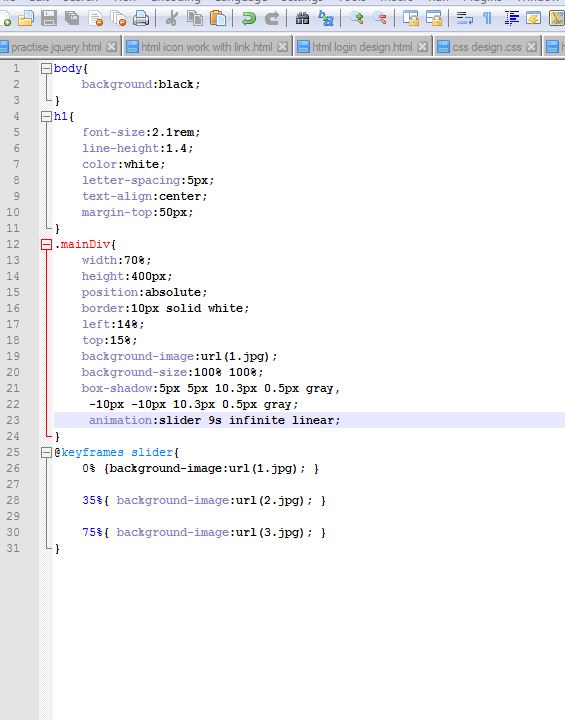 practise jquery.html html icon work with link.html html login design.html css design.css
1 body{
2 background:black;
3 }
4 h1{
5 font-size:2.1rem;
6 line-height:1.4;
7 color:white;
8 letter-spacing:5px;
9 text-align:center;
10 margin-top:50px;
11 }
12 .mainDiv{
13 width:70%;
14 height:400px;
15 position:absolute;
16 border:10px solid white;
17 left:14%;
18 top:15%;
19 background-image:url(1.jpg);
20 background-size:100% 100%;
21 box-shadow:5px 5px 10.3px 0.5px gray,
22 -10px -10px 10.3px 0.5px gray;
23 animation:slider 9s infinite linear;
24 }
25 @keyframes slider{
26 0% {background-image:url(1.jpg); }
27
28 35%{ background-image:url(2.jpg); }
29
30 75%{ background-image:url(3.jpg); }
31 }